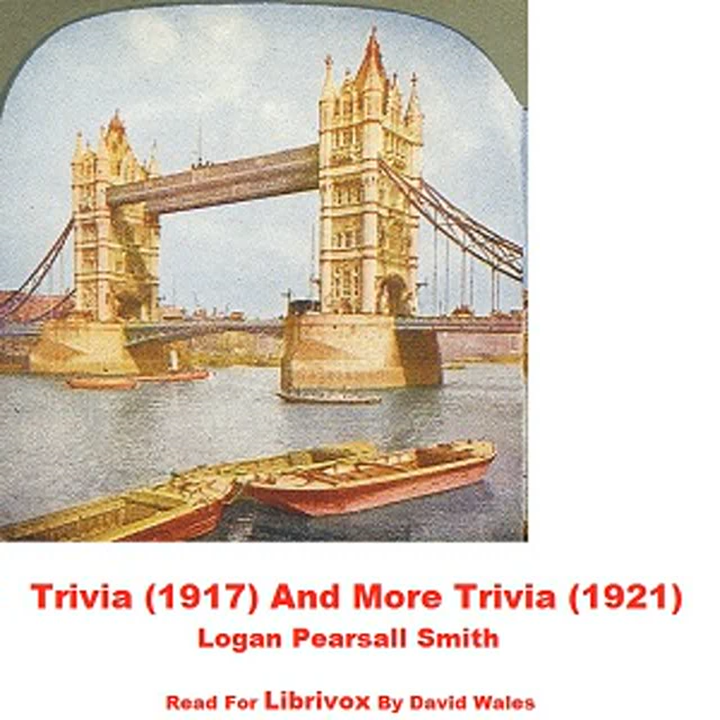 Trivia (1917) And More Trivia (1921)
Logan Pearsall Smith
Read For Librivox By David Wales